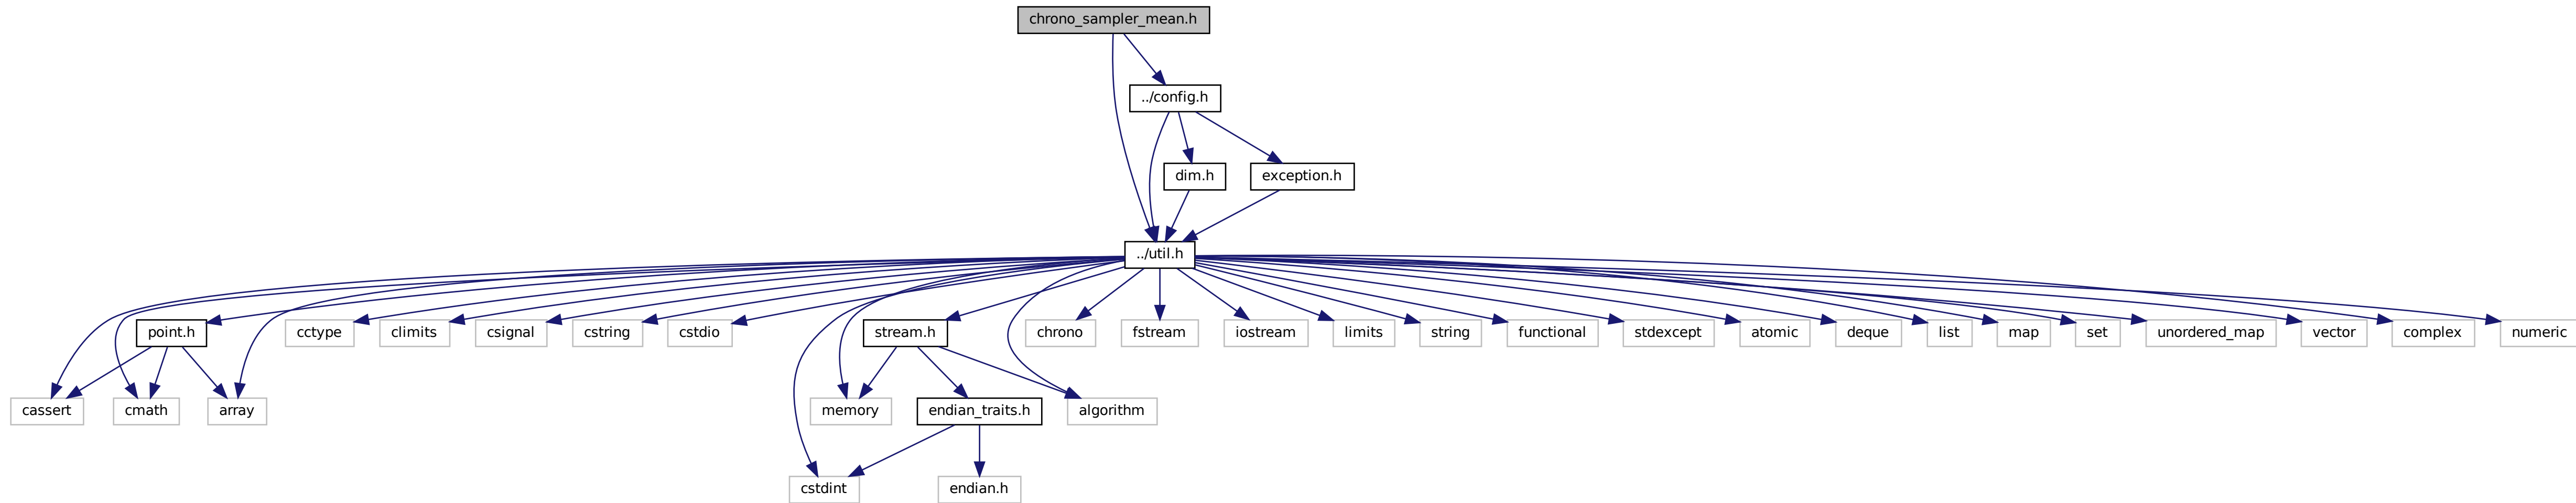 chrono_sampler_mean.h
../config.h
dim.h
exception.h
../util.h
point.h
cctype
climits
csignal
cstring
cstdio
stream.h
chrono
fstream
iostream
limits
string
functional
stdexcept
atomic
deque
list
map
set
unordered_map
vector
complex
numeric
cassert
cmath
array
memory
endian_traits.h
algorithm
cstdint
endian.h